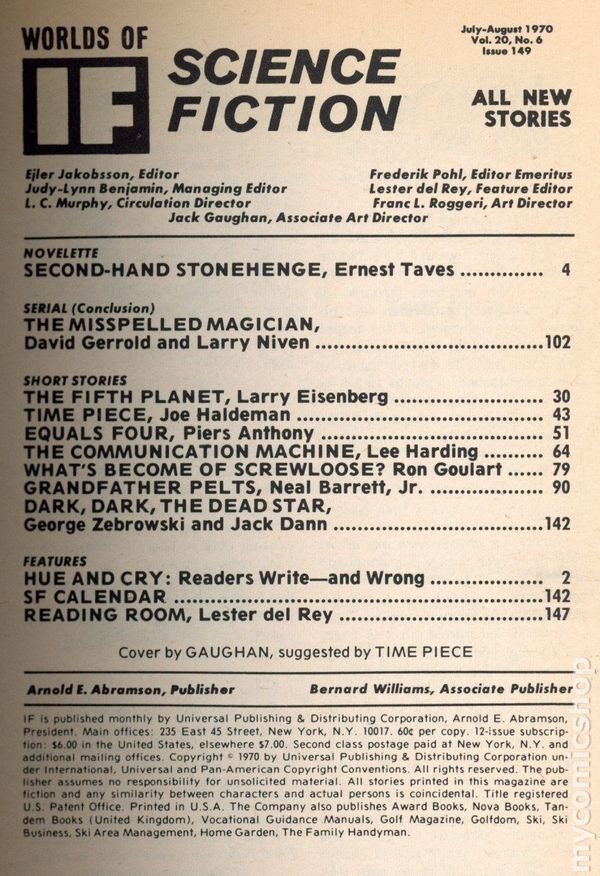 WORLDS OF
IF
SCIENCE
FICTION
July-August 1970
Vol. 20, No. 6
Issue 149
ALL NEW
STORIES
Ejler Jakobsson, Editor
Frederik Pohl, Editor Emeritus
Judy-Lynn Benjamin, Managing Editor
Lester del Rey, Feature Editor
L. C. Murphy, Circulation Director
Franc L. Roggeri, Art Director
Jack Gaughan, Associate Art Director
NOVELETTE
SECOND-HAND STONEHENGE, Ernest Taves .............. 4
SERIAL (Conclusion)
THE MISSPELLED MAGICIAN,
David Gerrold and Larry Niven ..................................102
SHORT STORIES
THE FIFTH PLANET, Larry Eisenberg ...................... 30
TIME PIECE, Joe Haldeman ..................................... 43
EQUALS FOUR, Piers Anthony ................................. 51
THE COMMUNICATION MACHINE, Lee Harding ........ 64
WHAT'S BECOME OF SCREWLOOSE? Ron Goulart ...... 79
GRANDFATHER PELTS, Neal Barrett, Jr. ................. 90
DARK, DARK, THE DEAD STAR,
George Zebrowski and Jack Dann ...............................142
FEATURES
HUE AND CRY: Readers Write—and Wrong ................. 2
SF CALENDAR .......................................................142
READING ROOM, Lester del Rey ..............................147
Cover by GAUGHAN, suggested by TIME PIECE
Arnold E. Abramson, Publisher
Bernard Williams, Associate Publisher
IF is published monthly by Universal Publishing & Distributing Corporation, Arnold E. Abramson,
President. Main offices: 235 East 45 Street, New York, N.Y. 10017. 60¢ per copy. 12-issue subscrip-
tion: $6.00 in the United States, elsewhere $7.00. Second class postage paid at New York, N.Y. and
additional mailing offices. Copyright © 1970 by Universal Publishing & Distributing Corporation un-
der International, Universal and Pan-American Copyright Conventions. All rights reserved. The pub-
lisher assumes no responsibility for unsolicited material. All stories printed in this magazine are
fiction and any similarity between characters and actual persons is coincidental. Title registered
U.S. Patent Office. Printed in U.S.A. The Company also publishes Award Books, Nova Books, Tan-
dem Books (United Kingdom), Vocational Guidance Manuals, Golf Magazine, Golfdom, Ski, Ski
Business, Ski Area Management, Home Garden, The Family Handyman.
mycomicshop